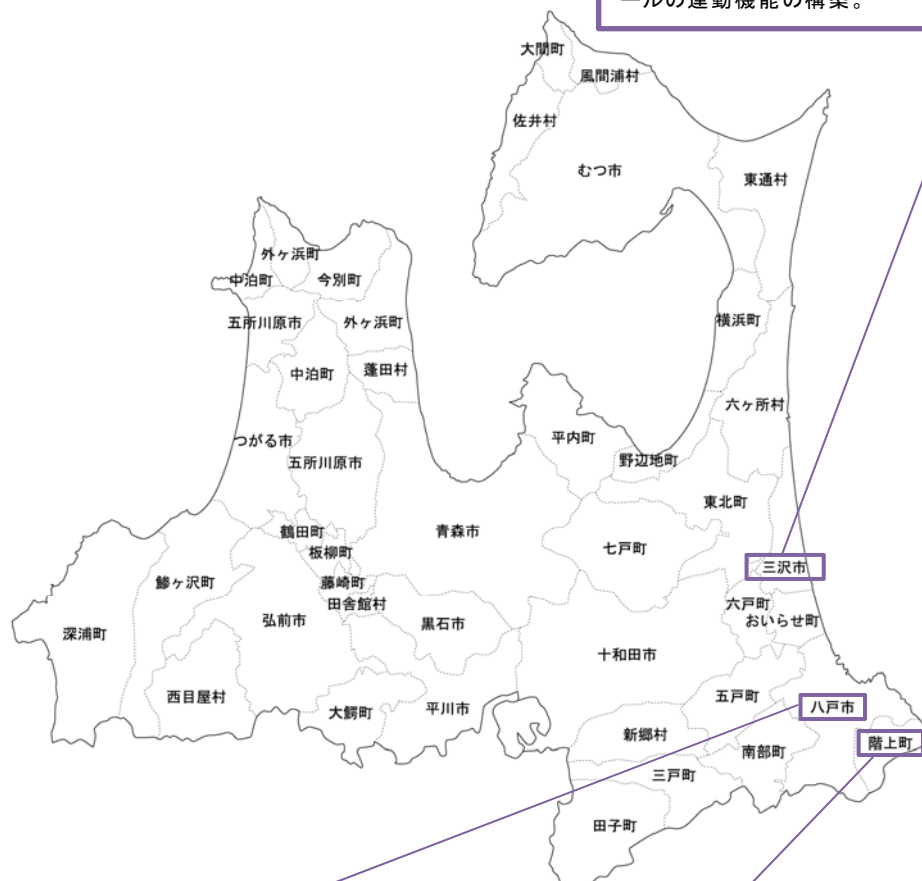 ールの連動機能の構築。
大間町
風間浦村
佐井村
むつ市
東通村
外ヶ浜町
中泊町
今別町
五所川原市
外ヶ浜町
横浜町
中泊町
蓬田村
六ヶ所村
つがる市
平内町
五所川原市
野辺地町
東北町
鶴田町
青森市
板柳町
七戸町
三沢市
鰺ヶ沢町
藤崎町
田舎館村
六戸町
弘前市
黒石市
おいらせ町
深浦町
十和田市
西目屋村
五戸町
大鰐町
平川市
八戸市
新郷村
階上町
南部町
三戸町
田子町